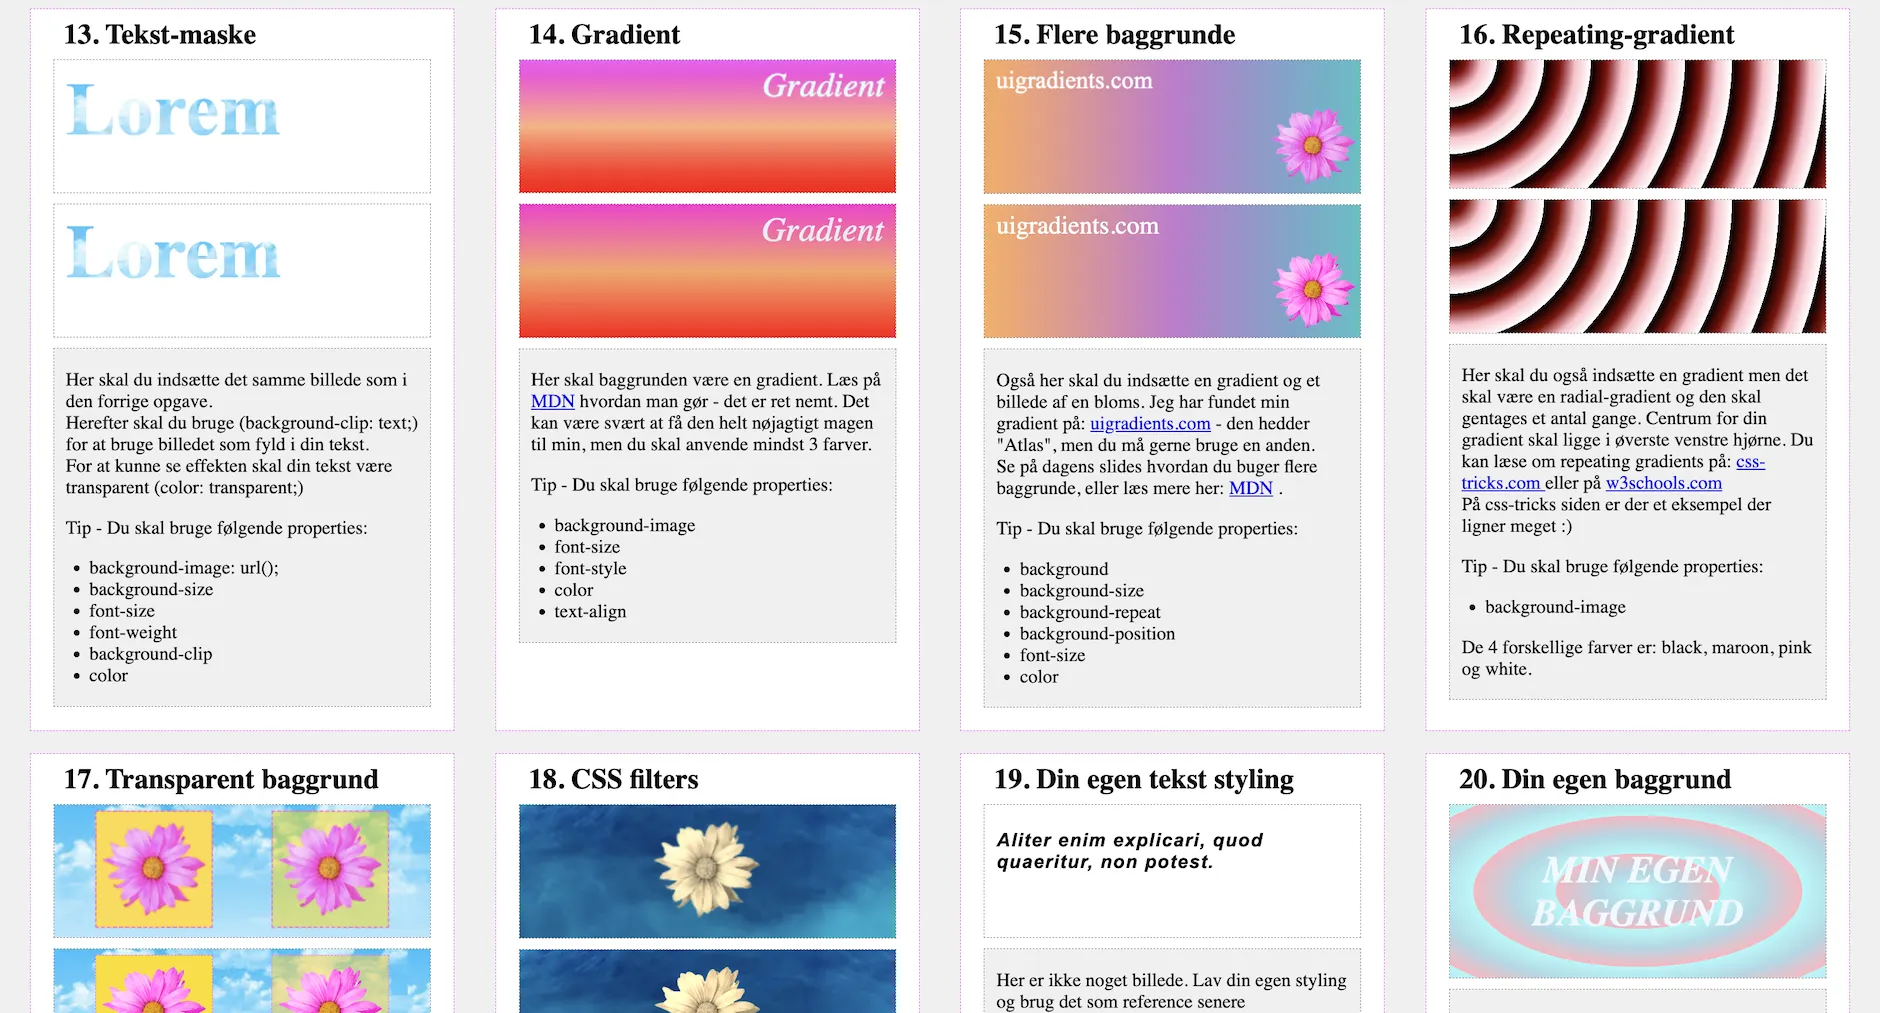 13. Tekst-maske
Lorem
Lorem
Her skal du indsætte det samme billede som i
den forrige opgave.
Herefter skal du bruge (background-clip: text;)
for at bruge billedet som fyld i din tekst.
For at kunne se effekten skal din tekst være
transparent (color: transparent;)
Tip - Du skal bruge følgende properties:
• background-image: url();
• background-size
• font-size
• font-weight
• background-clip
• color
14. Gradient
Gradient
Gradient
Her skal baggrunden være en gradient. Læs på
MDN hvordan man gør - det er ret nemt. Det
kan være svært at få den helt nøjagtigt magen
til min, men du skal anvende mindst 3 farver.
Tip - Du skal bruge følgende properties:
• background-image
• font-size
• font-style
• color
• text-align
15. Flere baggrunde
uigradients.com
uigradients.com
Også her skal du indsætte en gradient og et
billede af en bloms. Jeg har fundet min
gradient på: uigradients.com - den hedder
"Atlas", men du må gerne bruge en anden.
Se på dagens slides hvordan du buger flere
baggrunde, eller læs mere her: MDN .
Tip - Du skal bruge følgende properties:
• background
• background-size
• background-repeat
• background-position
• font-size
• color
16. Repeating-gradient
Her skal du også indsætte en gradient men det
skal være en radial-gradient og den skal
gentages et antal gange. Centrum for din
gradient skal ligge i øverste venstre hjørne. Du
kan læse om repeating gradients på: css-
tricks.com eller på w3schools.com
På css-tricks siden er der et eksempel der
ligner meget :)
Tip - Du skal bruge følgende properties:
• background-image
De 4 forskellige farver er: black, maroon, pink
og white.
17. Transparent baggrund
18. CSS filters
19. Din egen tekst styling
Aliter enim explicari, quod
quaeritur, non potest.
Her er ikke noget billede. Lav din egen styling
og brug det som reference senere
20. Din egen baggrund
MIN EGEN
BAGGRUND